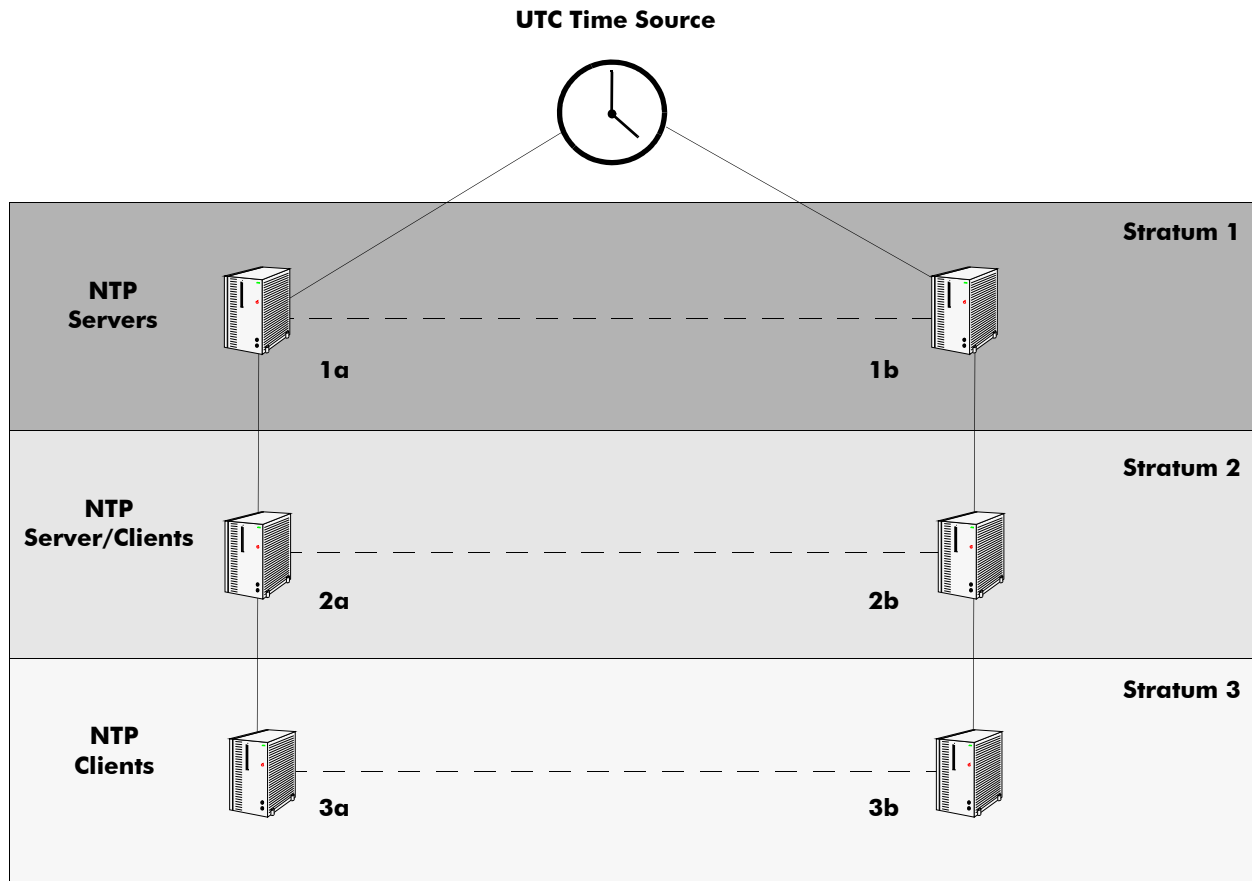 UTC Time Source
Stratum 1
NTP
Servers
1a
1b
Stratum 2
NTP
Server/Clients
2a
2b
Stratum 3
NTP
Clients
3a
3b